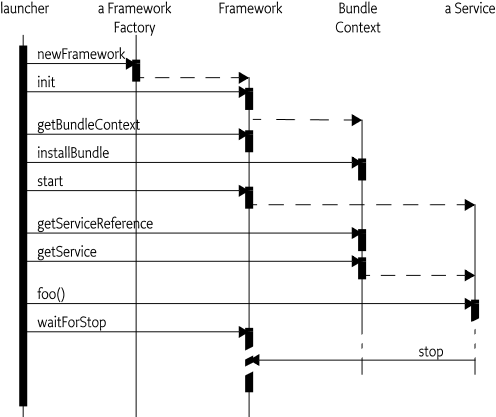 launcher
a Framework
Factory
Framework
Bundle
Context
a Service
newFramework
init
getBundleContext
installBundle
start
getServiceReference
getService
foo()
waitForStop
stop